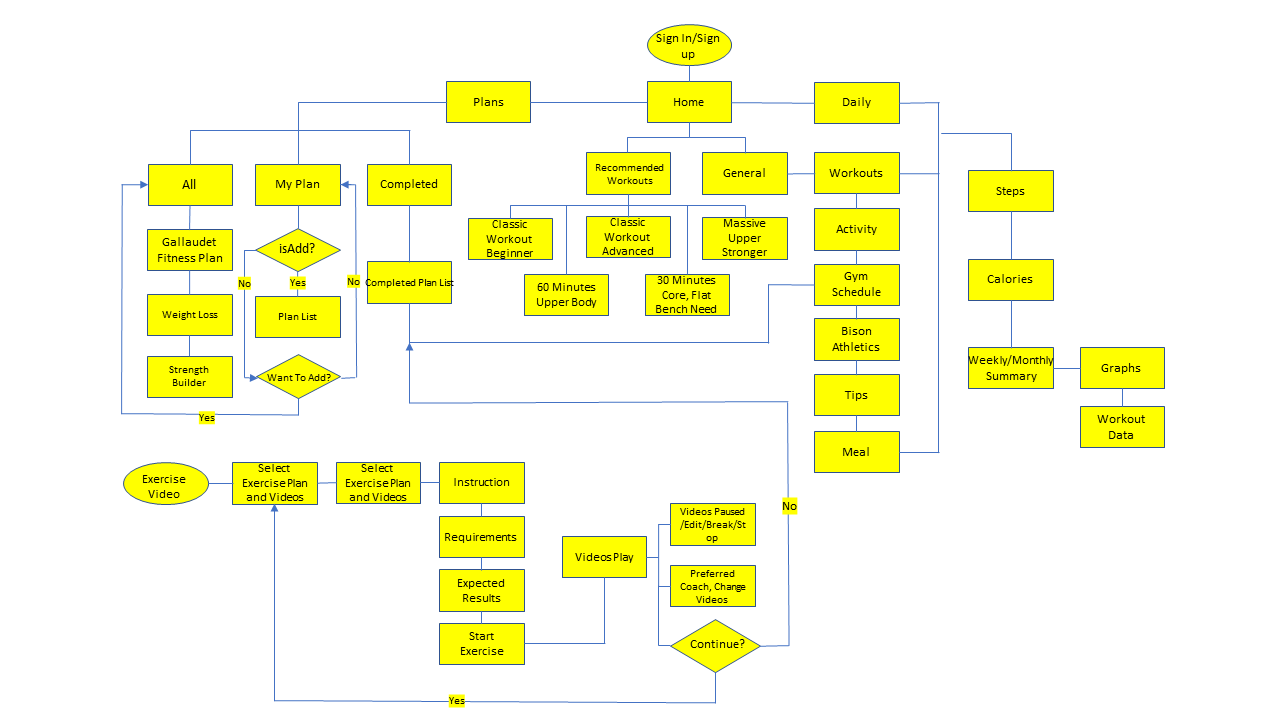 Sign In/Sign
up
Plans
Home
Daily
All
My Plan
Completed
Recommended
Workouts
General
Workouts
Steps
Gallaudet
Fitness Plan
isAdd?
Classic
Workout
Beginner
Classic
Workout
Advanced
Massive
Upper
Stronger
Activity
No
Yes
No
Completed Plan List
60 Minutes
Upper Body
30 Minutes
Core, Flat
Bench Need
Gym
Schedule
Calories
Weight Loss
Plan List
Bison
Athletics
Strength
Builder
Want To Add?
Weekly/Monthly
Summary
Graphs
Tips
Yes
Workout
Data
Meal
Exercise
Video
Select
Exercise Plan
and Videos
Select
Exercise Plan
and Videos
Instruction
No
Videos Paused
/Edit/Break/St
op
Requirements
Videos Play
Expected
Results
Preferred
Coach, Change
Videos
Start
Exercise
Continue?
Yes